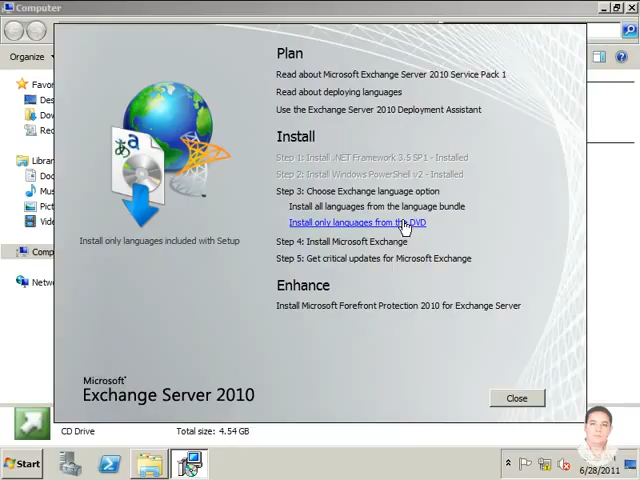 Computer
Organize
Plan
Read about Microsoft Exchange Server 2010 Service Pack 1
Read about deploying languages
Use the Exchange Server 2010 Deployment Assistant
Install
Step 1: Install .NET Framework 3.5 SP1 - Installed
Step 2: Install Windows PowerShell v2 - Installed
Step 3: Choose Exchange language option
Install all languages from the language bundle
Install only languages from the DVD
Step 4: Install Microsoft Exchange
Step 5: Get critical updates for Microsoft Exchange
Enhance
Install Microsoft Forefront Protection 2010 for Exchange Server
Install only languages included with Setup
Favor
Des
Dow
Rec
Librar
Doc
Mus
Vide
Comp
Netw
Microsoft
Exchange Server 2010
Close
CD Drive
Total size: 4.54 GB
Start
6/28/2011